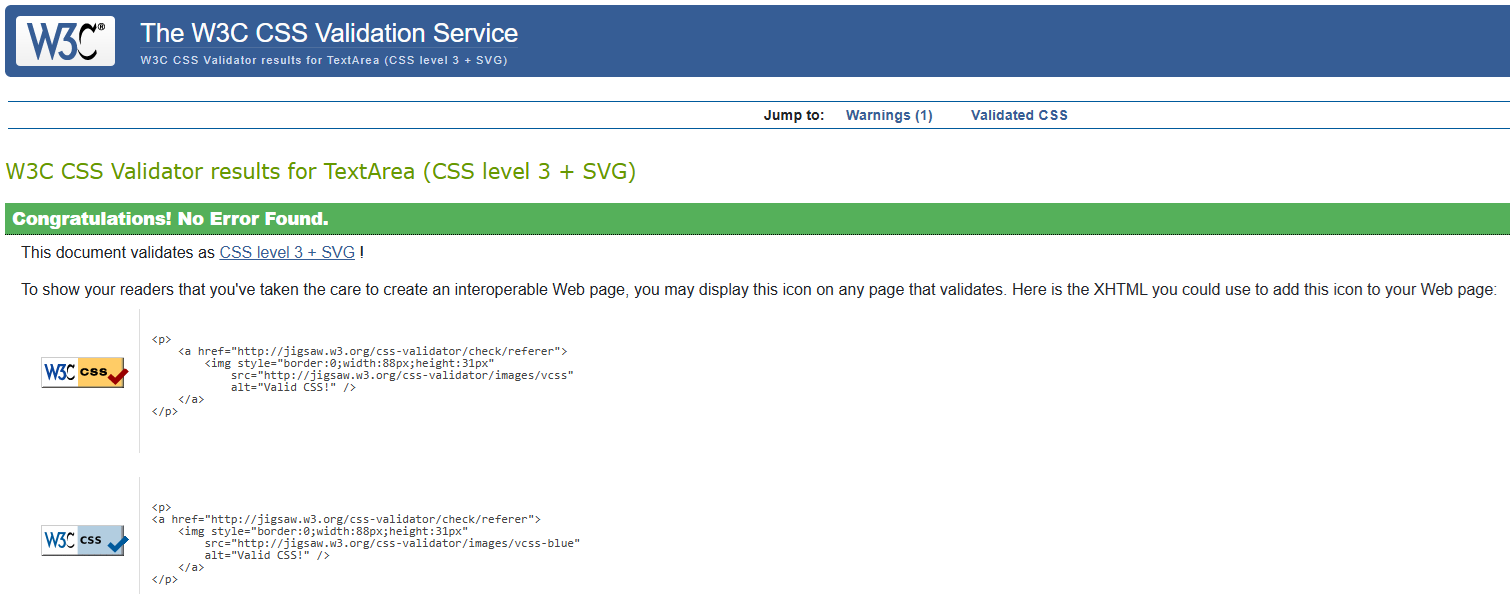 W3C®
The W3C CSS Validation Service
W3C CSS Validator results for TextArea (CSS level 3 + SVG)
Jump to: Warnings (1) Validated CSS
W3C CSS Validator results for TextArea (CSS level 3 + SVG)
Congratulations! No Error Found.
This document validates as CSS level 3 + SVG !
To show your readers that you've taken the care to create an interoperable Web page, you may display this icon on any page that validates. Here is the XHTML you could use to add this icon to your Web page:
W3C css
<p>
    <a href="http://jigsaw.w3.org/css-validator/check/referer">
        <img style="border:0;width:88px;height:31px"
            src="http://jigsaw.w3.org/css-validator/images/vcss"
            alt="Valid CSS!" />
    </a>
</p>
W3C css
<p>
<a href="http://jigsaw.w3.org/css-validator/check/referer">
    <img style="border:0;width:88px;height:31px"
        src="http://jigsaw.w3.org/css-validator/images/vcss-blue"
        alt="Valid CSS!" />
    </a>
</p>